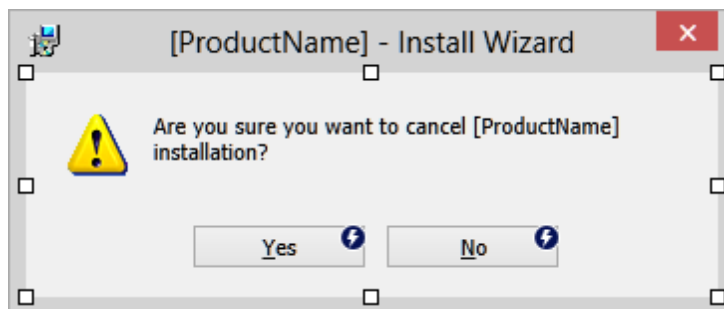 [ProductName] - Install Wizard
Are you sure you want to cancel [ProductName]
installation?
Yes
No